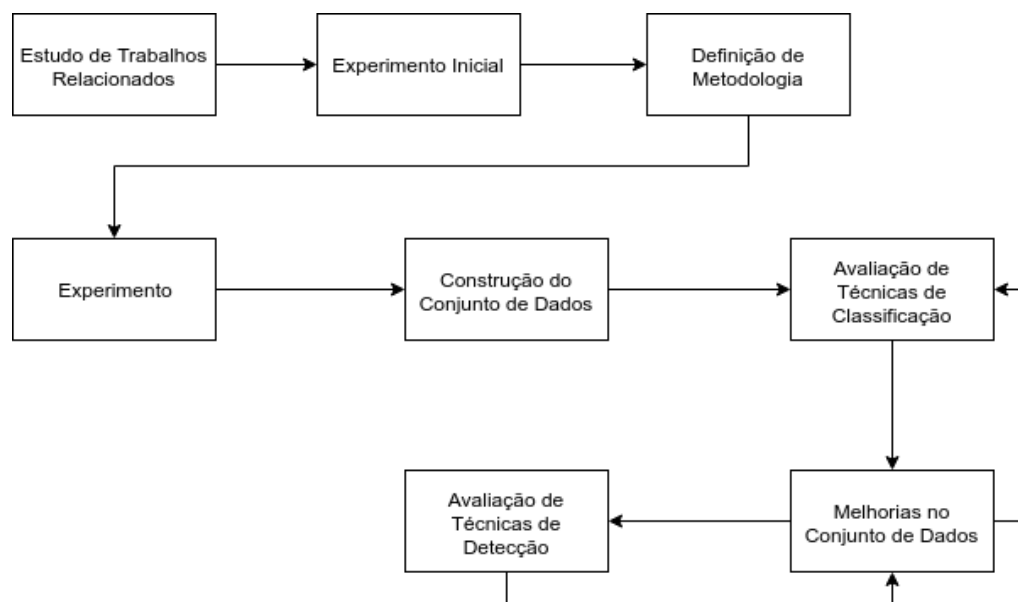 Estudo de Trabalhos
Relacionados
Experimento Inicial
Definição de
Metodologia
Experimento
Construção do
Conjunto de Dados
Avaliação de
Técnicas de
Classificação
Avaliação de
Técnicas de
Detecção
Melhorias no
Conjunto de Dados